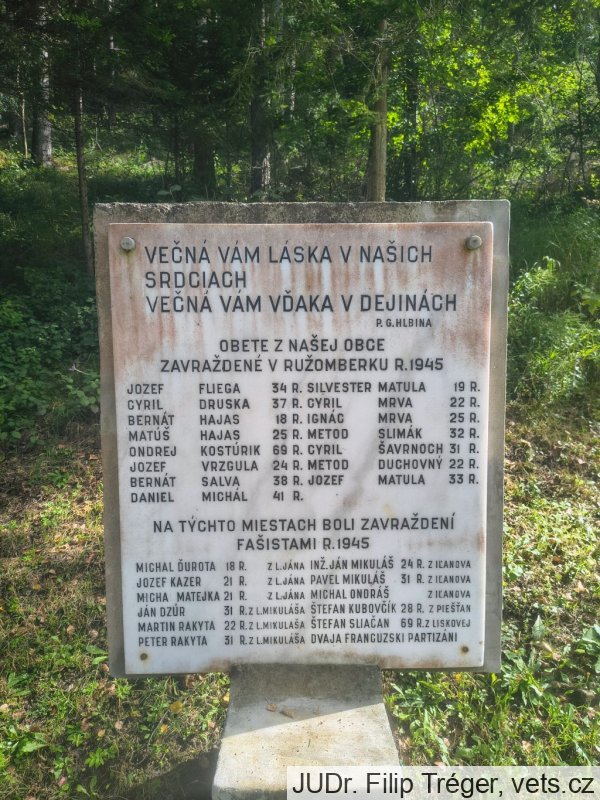 VEČNÁ VÁM LÁSKA V NAŠICH
SRDCIACH
VEČNÁ VÁM VĎAKA V DEJINÁCH
P. G. HLBINA
OBETE Z NAŠEJ OBCE
ZAVRAŽDENÉ V RUŽOMBERKU R. 1945
JOZEF FLIEGA 34 R. SILVESTER MATULA 19 R.
CYRIL DRUSKA 37 R. CYRIL MRVA 22 R.
BERNÁT HAJAS 18 R. IGNÁC MRVA 25 R.
MATÚŠ HAJAS 25 R. METOD SLIMÁK 32 R.
ONDREJ KOSTÚRIK 69 R. CYRIL ŠAVRNOCH 31 R.
JOZEF VRZGULA 24 R. METOD DUCHOVNÝ 22 R.
BERNÁT SALVA 38 R. JOZEF MATULA 33 R.
DANIEL MICHÁL 41 R.
NA TÝCHTO MIESTACH BOLI ZAVRAŽDENÍ
FAŠISTAMI R. 1945
MICHAL ĎUROTA 18 R. Z L. JÁNA INŽ. JÁN MIKULÁŠ 24 R. Z IĽANOVA
JOZEF KAZER 21 R. Z L. JÁNA PAVEL MIKULÁŠ 31 R. Z IĽANOVA
MICHA MATEJKA 21 R. Z L. JÁNA MICHAL ONDRÁŠ Z IĽANOVA
JÁN DZÚR 31 R. Z L. MIKULÁŠA ŠTEFAN KUBOVČÍK 28 R. Z PIEŠŤAN
MARTIN RAKYTA 22 R. Z L. MIKULÁŠA ŠTEFAN SLIAČAN 69 R. Z LISKOVEJ
PETER RAKYTA 31 R. Z L. MIKULÁŠA DVAJA FRANCUZSKI PARTIZÁNI
JUDr. Filip Tréger, vets.cz